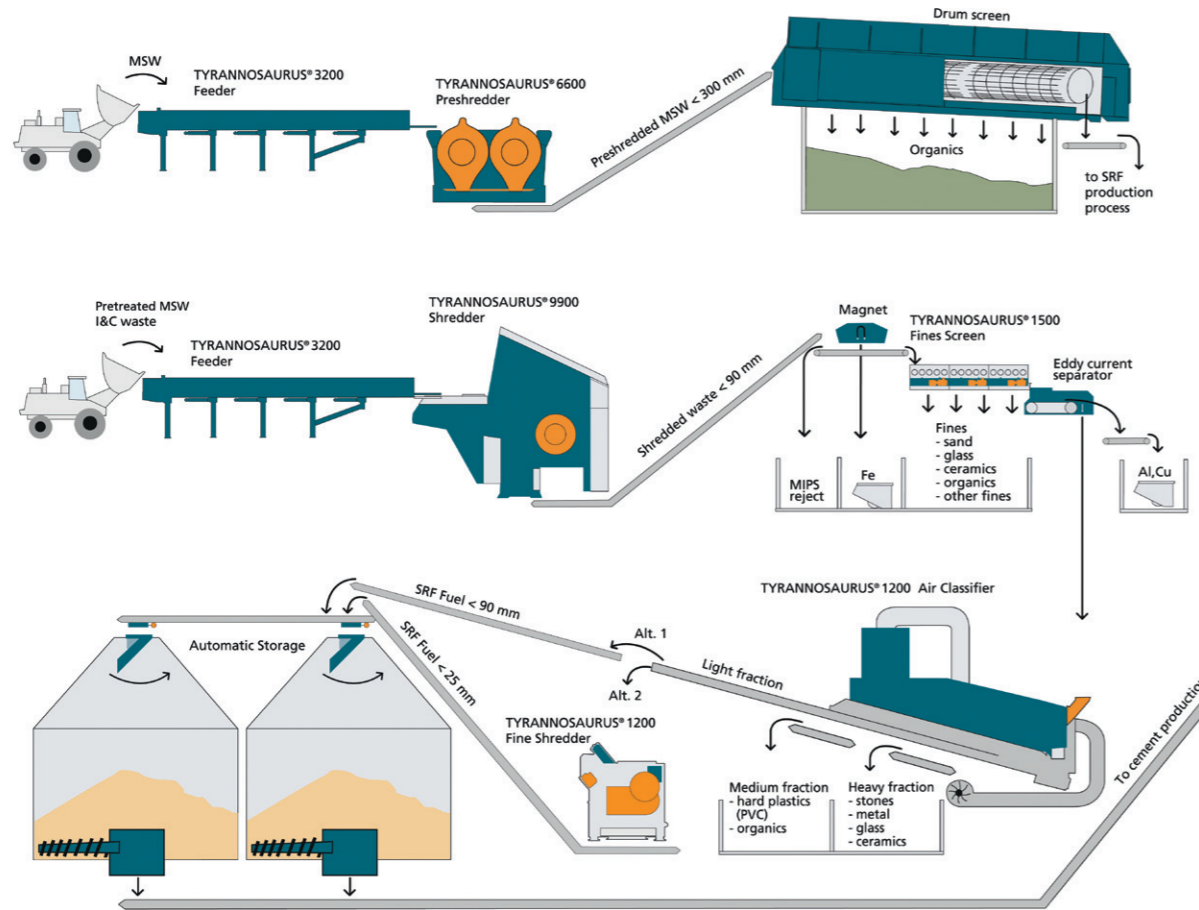 MSW
TYRANNOSAURUS® 3200
Feeder
TYRANNOSAURUS® 6600
Preshredder
Preshredded MSW < 300 mm
Drum screen
Organics
to SRF
production
process
Pretreated MSW
I&C waste
TYRANNOSAURUS® 3200
Feeder
TYRANNOSAURUS® 9900
Shredder
Shredded waste < 90 mm
Magnet
TYRANNOSAURUS® 1500
Fines Screen
Eddy current
separator
MIPS
reject
Fe
Fines
- sand
- glass
- ceramics
- organics
- other fines
Al,Cu
Automatic Storage
SRF Fuel < 90 mm
SRF Fuel < 25 mm
TYRANNOSAURUS® 1200
Fine Shredder
Alt. 1
Alt. 2
Light fraction
TYRANNOSAURUS® 1200 Air Classifier
Medium fraction
- hard plastics
(PVC)
- organics
Heavy fraction
- stones
- metal
- glass
- ceramics
To cement production